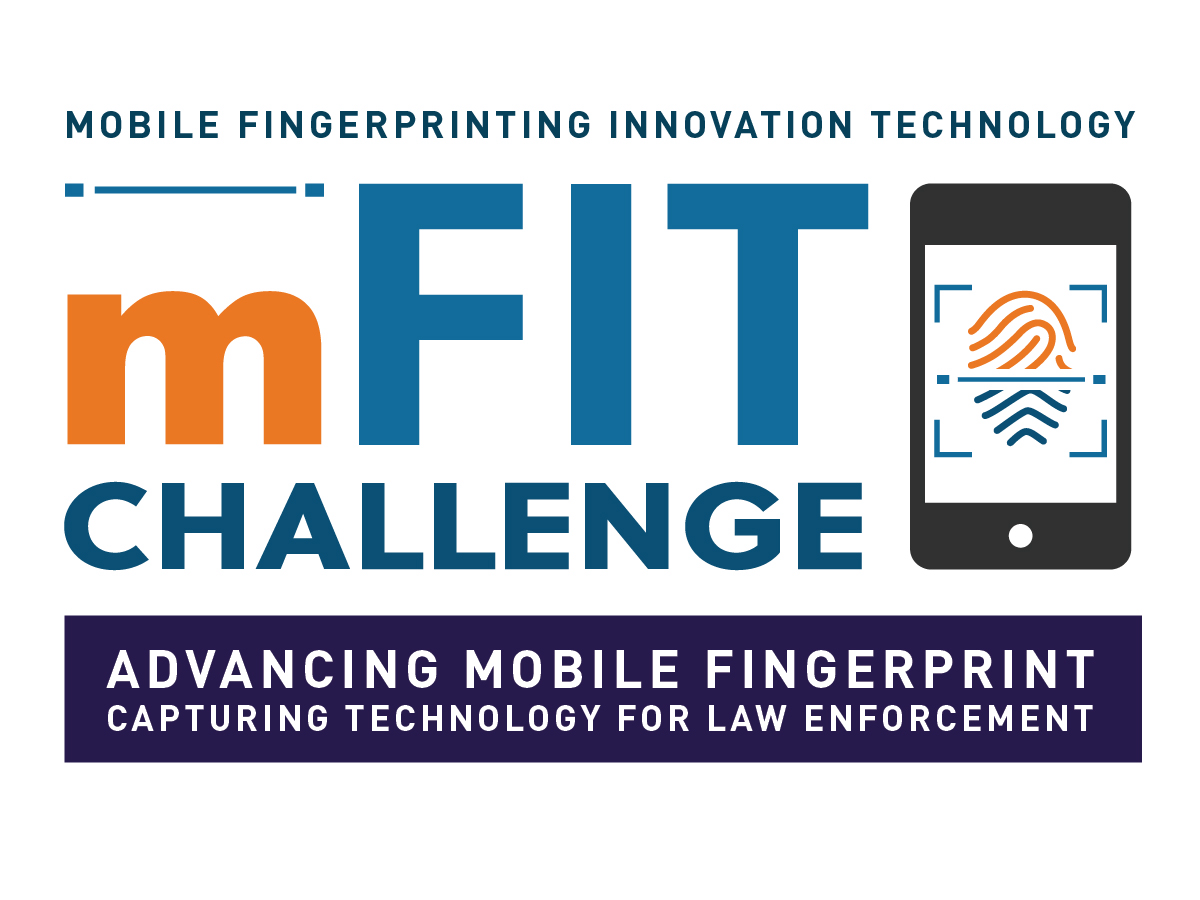 MOBILE FINGERPRINTING INNOVATION TECHNOLOGY
mFIT
CHALLENGE
ADVANCING MOBILE FINGERPRINT
CAPTURING TECHNOLOGY FOR LAW ENFORCEMENT